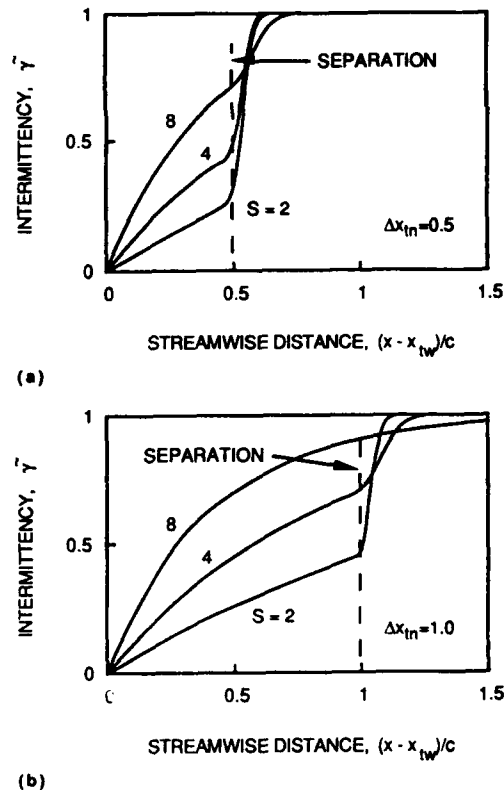 1
SEPARATION
8
0.5
4
S = 2
Δx_tn=0.5
0
0 0.5 1 1.5
INTERMITTENCY, γ̃
STREAMWISE DISTANCE, (x - x_tw)/c
(a)
1
SEPARATION
8
0.5
4
S = 2
Δx_tn=1.0
0
0 0.5 1 1.5
INTERMITTENCY, γ̃
STREAMWISE DISTANCE, (x - x_tw)/c
(b)